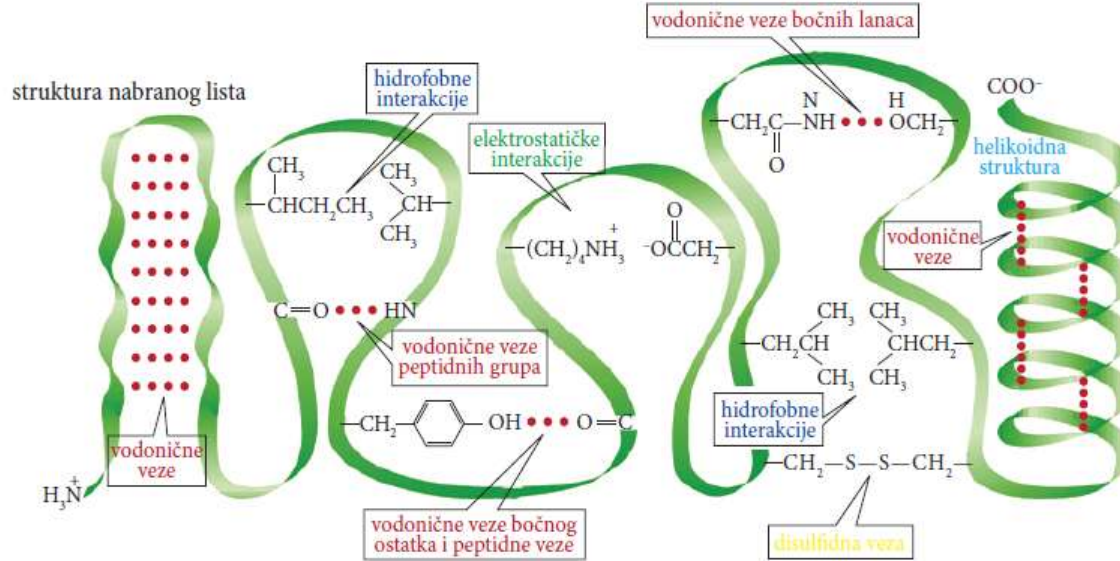 struktura nabranog lista
vodonične
veze
H₃N⁺
hidrofobne
interakcije
CH₃
CHCH₂CH₃
CH₃
CH
CH₃
C=O
HN
vodonične veze
peptidnih grupa
CH₂
OH
O=C
vodonične veze bočnog
ostatka i peptidne veze
elektrostatičke
interakcije
(CH₂)₄NH₃⁺
O
⁻OCCH₂
vodonične veze bočnih lanaca
N
H
CH₂C—NH
OCH₂
O
CH₃
CH₂CH
CH₃
CH₃
CHCH₂
CH₃
hidrofobne
interakcije
CH₂—S—S—CH₂
disulfidna veza
COO⁻
helikoidna
struktura
vodonične
veze